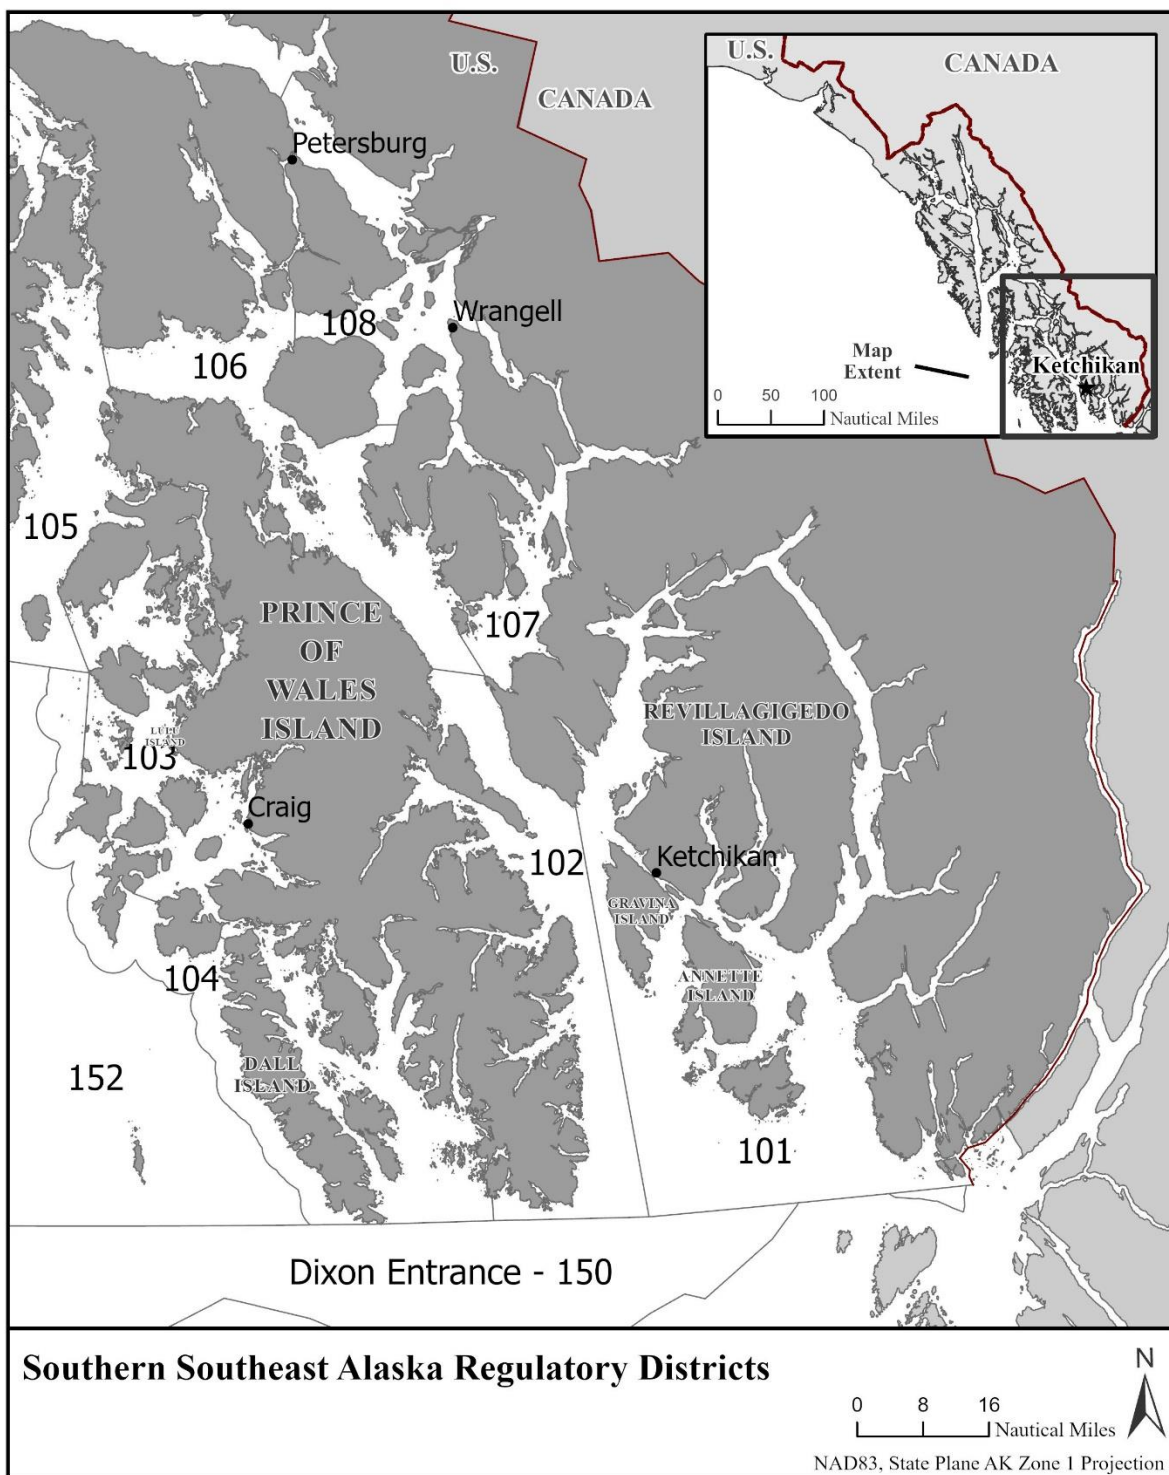 U.S.
CANADA
Petersburg
Wrangell
108
106
105
PRINCE
OF
WALES
ISLAND
107
REVILLAGIGEDO
ISLAND
LULU
ISLAND
103
Craig
102
Ketchikan
GRAVINA
ISLAND
ANNETTE
ISLAND
104
152
DALL
ISLAND
101
Dixon Entrance - 150
U.S.
CANADA
Map
Extent
Ketchikan
0 50 100
Nautical Miles
Southern Southeast Alaska Regulatory Districts
N
0 8 16
Nautical Miles
NAD83, State Plane AK Zone 1 Projection